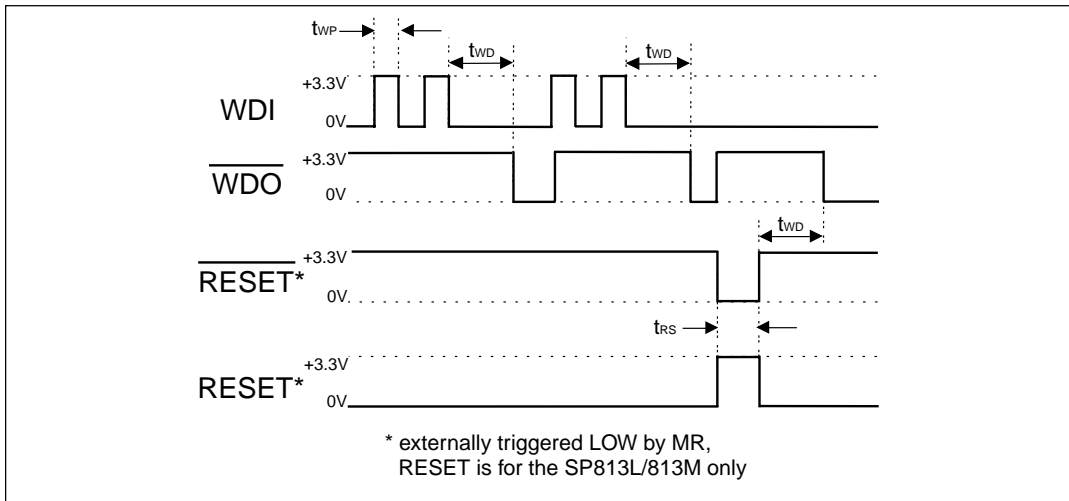 tWP
tWD
tWD
+3.3V
WDI
0V
+3.3V
WDO
0V
tWD
+3.3V
RESET*
0V
tRS
+3.3V
RESET*
0V
* externally triggered LOW by MR,
RESET is for the SP813L/813M only